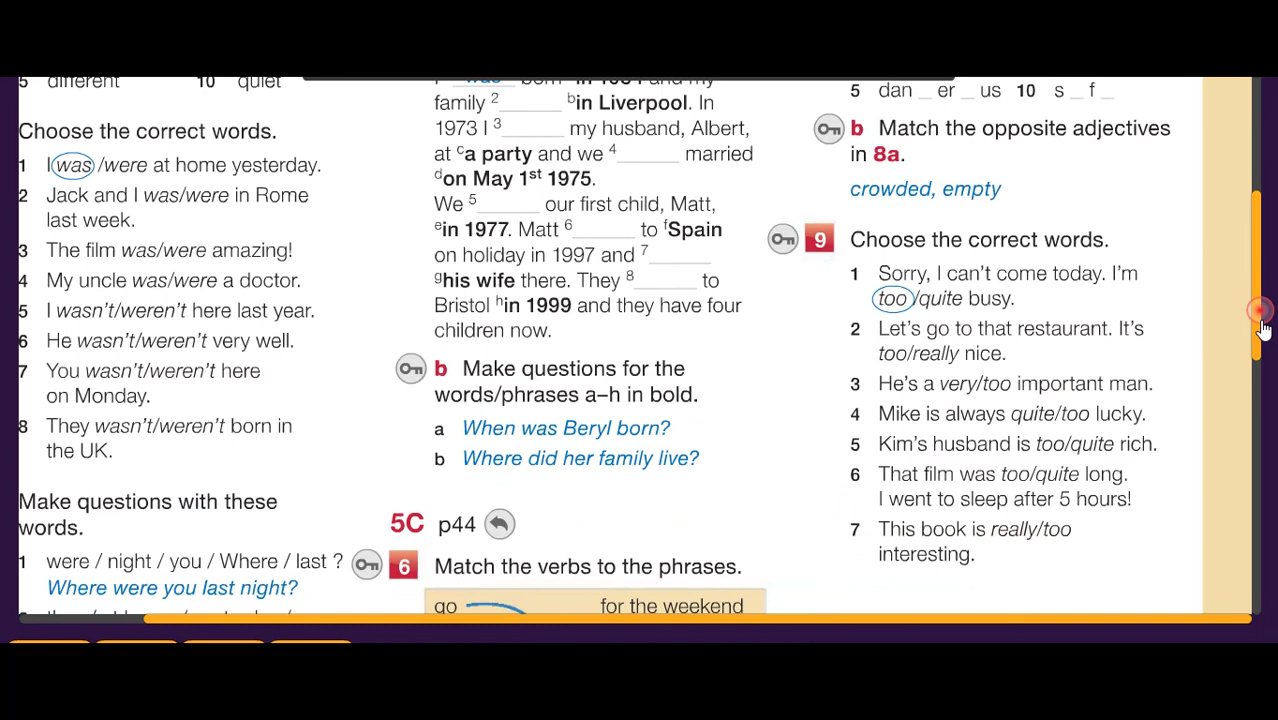 5 different 10 quiet
Choose the correct words.
1 I was/were at home yesterday.
2 Jack and I was/were in Rome
last week.
3 The film was/were amazing!
4 My uncle was/were a doctor.
5 I wasn't/weren't here last year.
6 He wasn't/weren't very well.
7 You wasn't/weren't here
on Monday.
8 They wasn't/weren't born in
the UK.
Make questions with these
words.
1 were / night / you / Where / last ?
Where were you last night?
family 2______ b in Liverpool. In
1973 I 3______ my husband, Albert,
at c a party and we 4______ married
d on May 1st 1975.
We 5______ our first child, Matt,
e in 1977. Matt 6______ to f Spain
on holiday in 1997 and 7______
g his wife there. They 8______ to
Bristol h in 1999 and they have four
children now.
b Make questions for the
words/phrases a–h in bold.
a When was Beryl born?
b Where did her family live?
5C p44
6 Match the verbs to the phrases.
go for the weekend
5 dan _ er _ us 10 s _ f _
b Match the opposite adjectives
in 8a.
crowded, empty
9 Choose the correct words.
1 Sorry, I can't come today. I'm
too/quite busy.
2 Let's go to that restaurant. It's
too/really nice.
3 He's a very/too important man.
4 Mike is always quite/too lucky.
5 Kim's husband is too/quite rich.
6 That film was too/quite long.
I went to sleep after 5 hours!
7 This book is really/too
interesting.